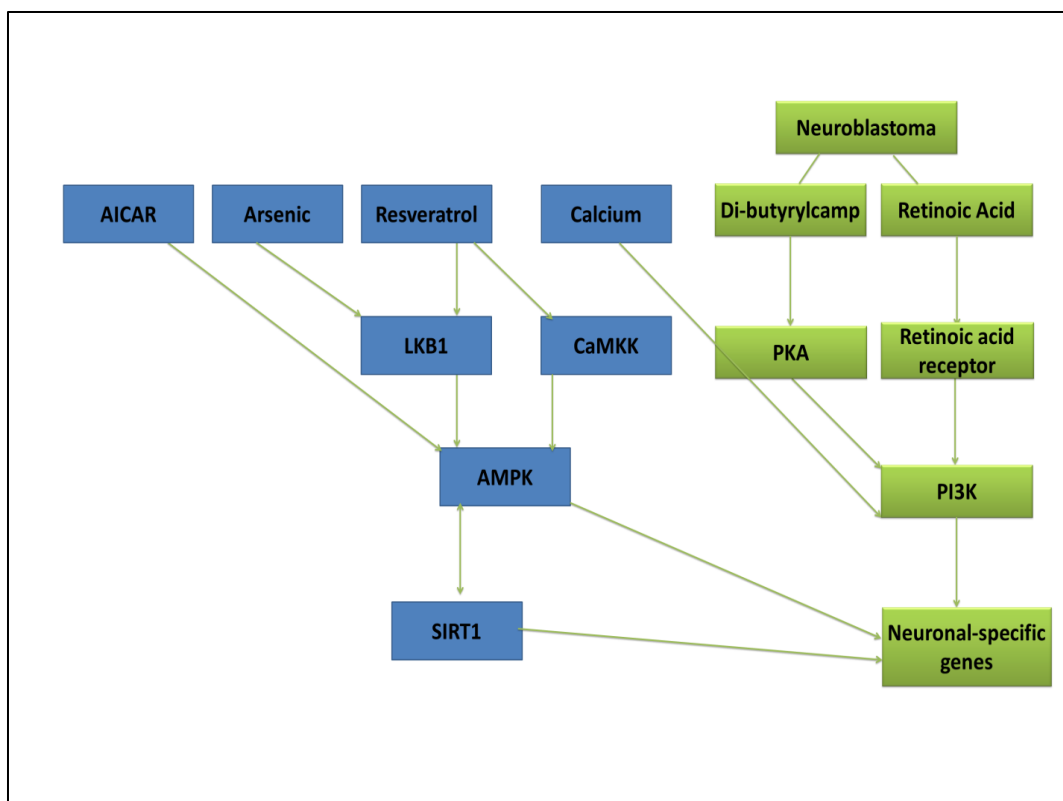 Neuroblastoma
AICAR
Arsenic
Resveratrol
Calcium
Di-butyrylcamp
Retinoic Acid
LKB1
CaMKK
PKA
Retinoic acid
receptor
AMPK
PI3K
SIRT1
Neuronal-specific
genes